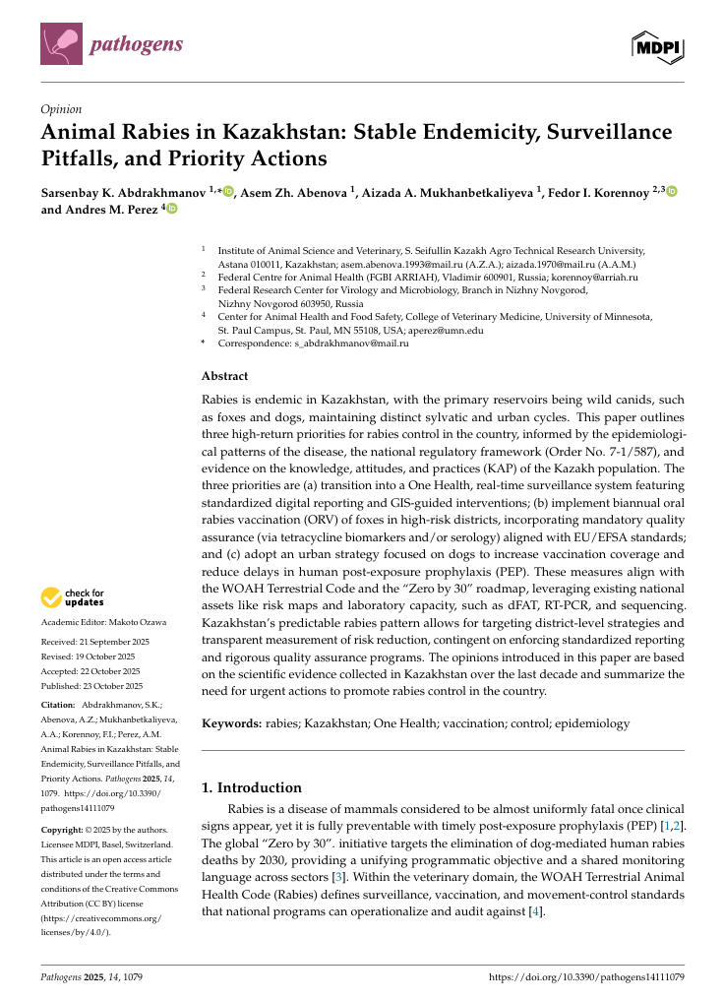 pathogens
MDPI
Opinion
Animal Rabies in Kazakhstan: Stable Endemicity, Surveillance
Pitfalls, and Priority Actions
Sarsenbay K. Abdrakhmanov 1,*, Asem Zh. Abenova 1, Aizada A. Mukhanbetkaliyeva 1, Fedor I. Korennoy 2,3
and Andres M. Perez 4
1 Institute of Animal Science and Veterinary, S. Seifullin Kazakh Agro Technical Research University,
Astana 010011, Kazakhstan; asem.abenova.1993@mail.ru (A.Z.A.); aizada.1970@mail.ru (A.A.M.)
2 Federal Centre for Animal Health (FGBI ARRIAH), Vladimir 600901, Russia; korennoy@arriah.ru
3 Federal Research Center for Virology and Microbiology, Branch in Nizhny Novgorod,
Nizhny Novgorod 603950, Russia
4 Center for Animal Health and Food Safety, College of Veterinary Medicine, University of Minnesota,
St. Paul Campus, St. Paul, MN 55108, USA; aperez@umn.edu
* Correspondence: s_abdrakhmanov@mail.ru
Abstract
Rabies is endemic in Kazakhstan, with the primary reservoirs being wild canids, such
as foxes and dogs, maintaining distinct sylvatic and urban cycles. This paper outlines
three high-return priorities for rabies control in the country, informed by the epidemiologi-
cal patterns of the disease, the national regulatory framework (Order No. 7-1/587), and
evidence on the knowledge, attitudes, and practices (KAP) of the Kazakh population. The
three priorities are (a) transition into a One Health, real-time surveillance system featuring
standardized digital reporting and GIS-guided interventions; (b) implement biannual oral
rabies vaccination (ORV) of foxes in high-risk districts, incorporating mandatory quality
assurance (via tetracycline biomarkers and/or serology) aligned with EU/EFSA standards;
and (c) adopt an urban strategy focused on dogs to increase vaccination coverage and
reduce delays in human post-exposure prophylaxis (PEP). These measures align with
the WOAH Terrestrial Code and the “Zero by 30” roadmap, leveraging existing national
assets like risk maps and laboratory capacity, such as dFAT, RT-PCR, and sequencing.
Kazakhstan’s predictable rabies pattern allows for targeting district-level strategies and
transparent measurement of risk reduction, contingent on enforcing standardized reporting
and rigorous quality assurance programs. The opinions introduced in this paper are based
on the scientific evidence collected in Kazakhstan over the last decade and summarize the
need for urgent actions to promote rabies control in the country.
Keywords: rabies; Kazakhstan; One Health; vaccination; control; epidemiology
check for
updates
Academic Editor: Makoto Ozawa
Received: 21 September 2025
Revised: 19 October 2025
Accepted: 22 October 2025
Published: 23 October 2025
Citation: Abdrakhmanov, S.K.;
Abenova, A.Z.; Mukhanbetkaliyeva,
A.A.; Korennoy, F.I.; Perez, A.M.
Animal Rabies in Kazakhstan: Stable
Endemicity, Surveillance Pitfalls, and
Priority Actions. Pathogens 2025, 14,
1079. https://doi.org/10.3390/
pathogens14111079
Copyright: © 2025 by the authors.
Licensee MDPI, Basel, Switzerland.
This article is an open access article
distributed under the terms and
conditions of the Creative Commons
Attribution (CC BY) license
(https://creativecommons.org/
licenses/by/4.0/).
1. Introduction
Rabies is a disease of mammals considered to be almost uniformly fatal once clinical
signs appear, yet it is fully preventable with timely post-exposure prophylaxis (PEP) [1,2].
The global “Zero by 30”. initiative targets the elimination of dog-mediated human rabies
deaths by 2030, providing a unifying programmatic objective and a shared monitoring
language across sectors [3]. Within the veterinary domain, the WOAH Terrestrial Animal
Health Code (Rabies) defines surveillance, vaccination, and movement-control standards
that national programs can operationalize and audit against [4].
Pathogens 2025, 14, 1079
https://doi.org/10.3390/pathogens14111079